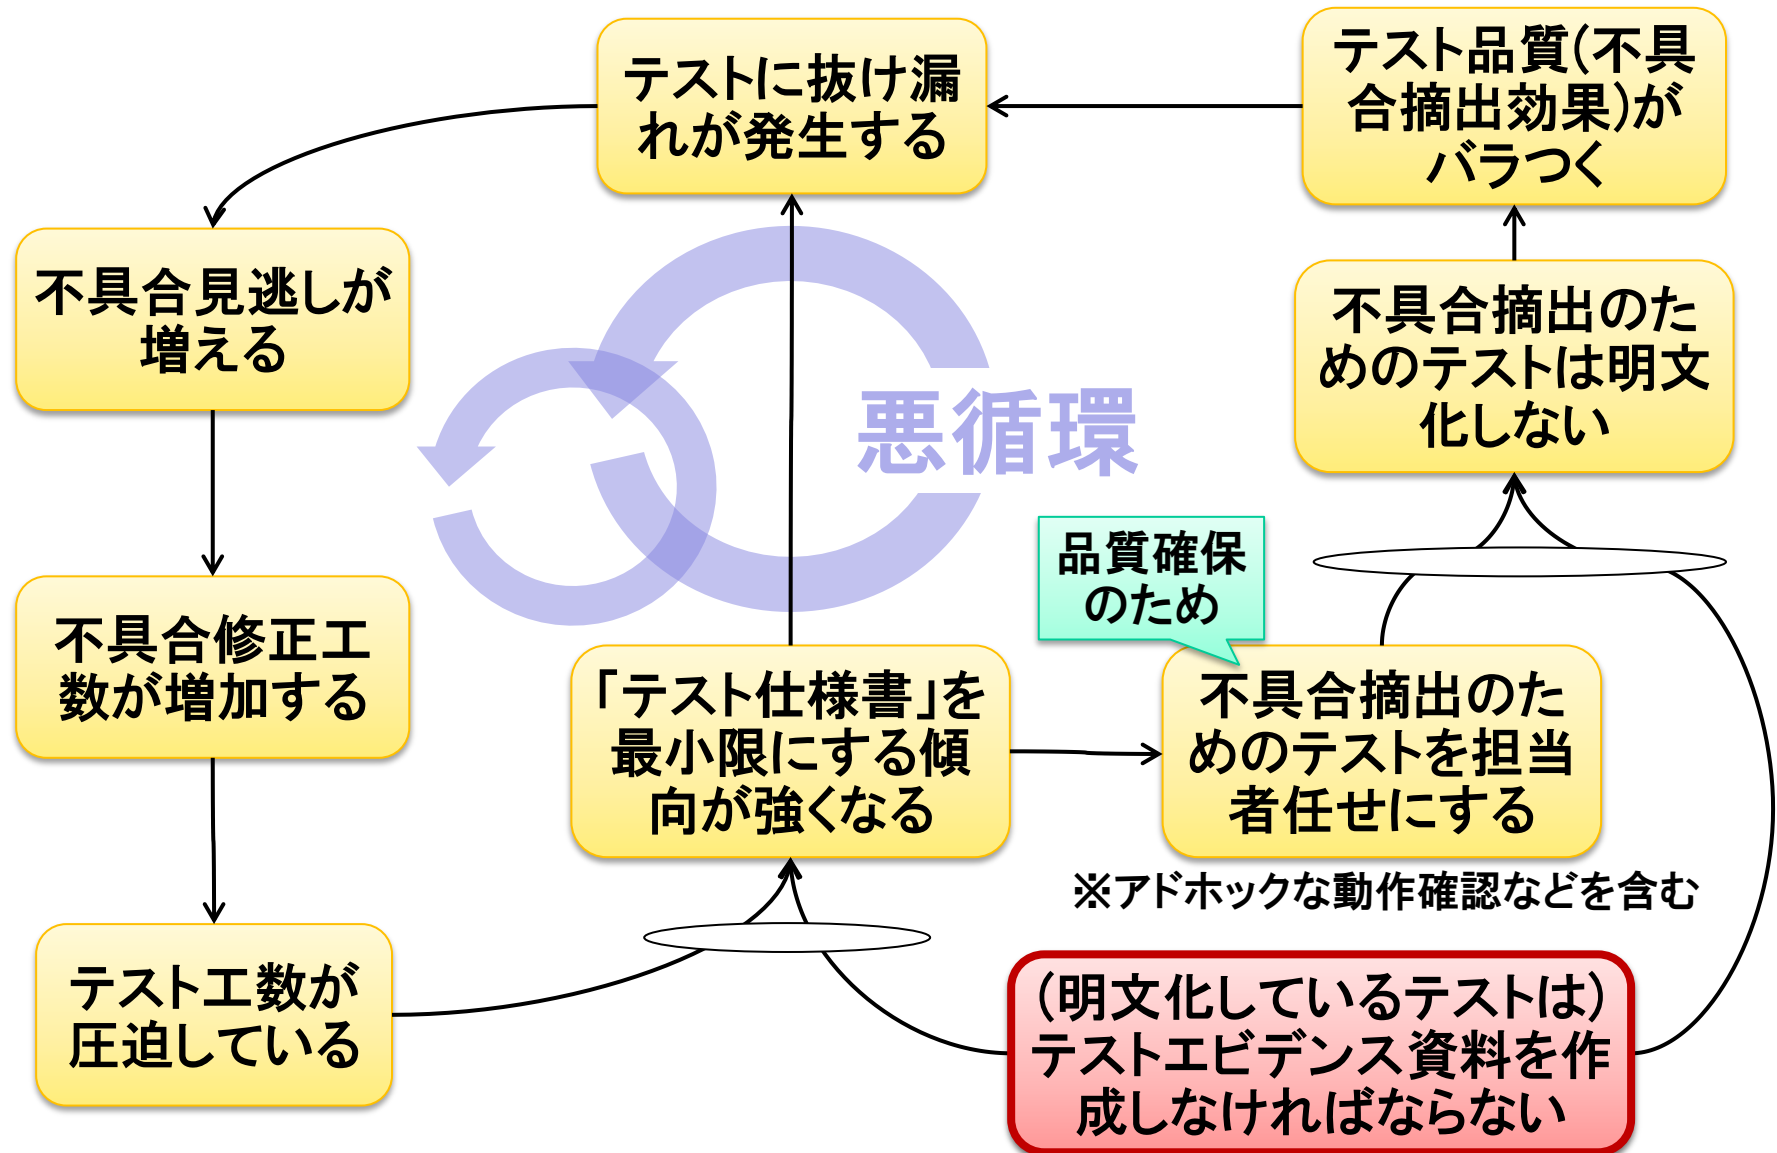 テストに抜け漏
れが発生する
テスト品質(不具
合摘出効果)が
バラつく
不具合見逃しが
増える
不具合摘出のた
めのテストは明文
化しない
悪循環
品質確保
のため
不具合修正工
数が増加する
「テスト仕様書」を
最小限にする傾
向が強くなる
不具合摘出のた
めのテストを担当
者任せにする
※アドホックな動作確認などを含む
テスト工数が
圧迫している
(明文化しているテストは)
テストエビデンス資料を作
成しなければならない